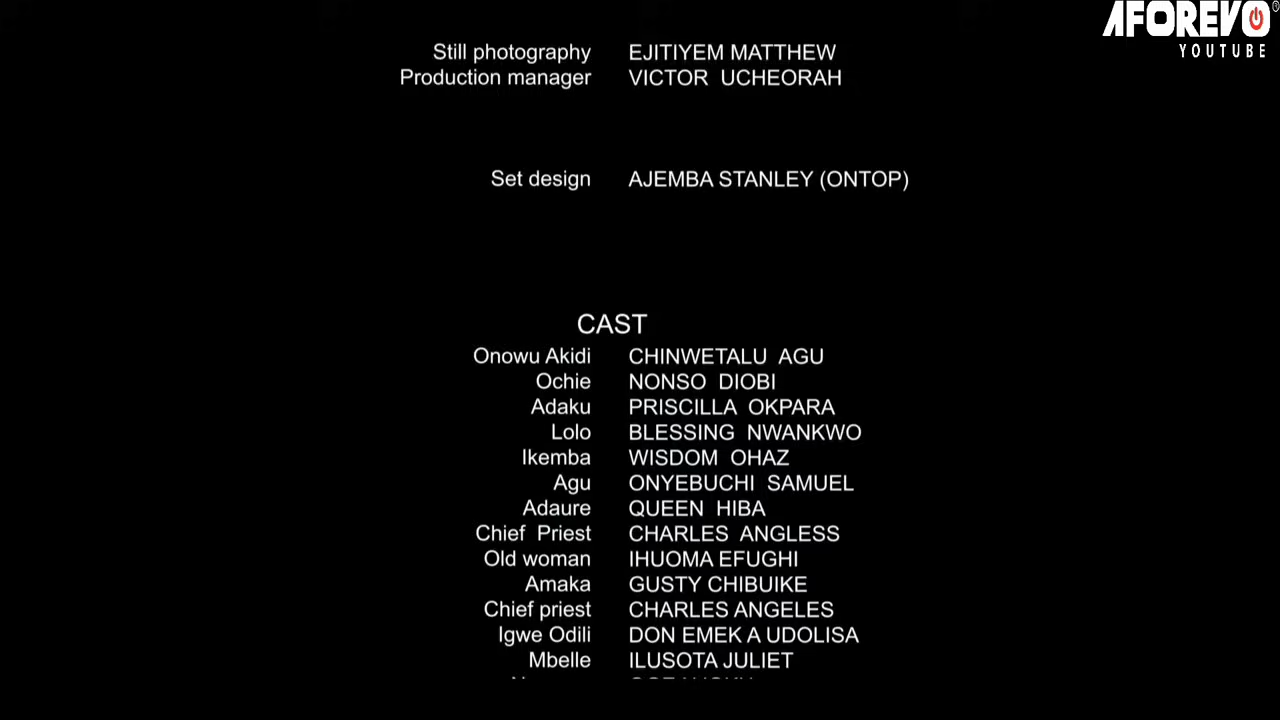 AFOREVO
YOUTUBE
Still photography EJITIYEM MATTHEW
Production manager VICTOR UCHEORAH
Set design AJEMBA STANLEY (ONTOP)
CAST
Onowu Akidi CHINWETALU AGU
Ochie NONSO DIOBI
Adaku PRISCILLA OKPARA
Lolo BLESSING NWANKWO
Ikemba WISDOM OHAZ
Agu ONYEBUCHI SAMUEL
Adaure QUEEN HIBA
Chief Priest CHARLES ANGLESS
Old woman IHUOMA EFUGHI
Amaka GUSTY CHIBUIKE
Chief priest CHARLES ANGELES
Igwe Odili DON EMEK A UDOLISA
Mbelle ILUSOTA JULIET